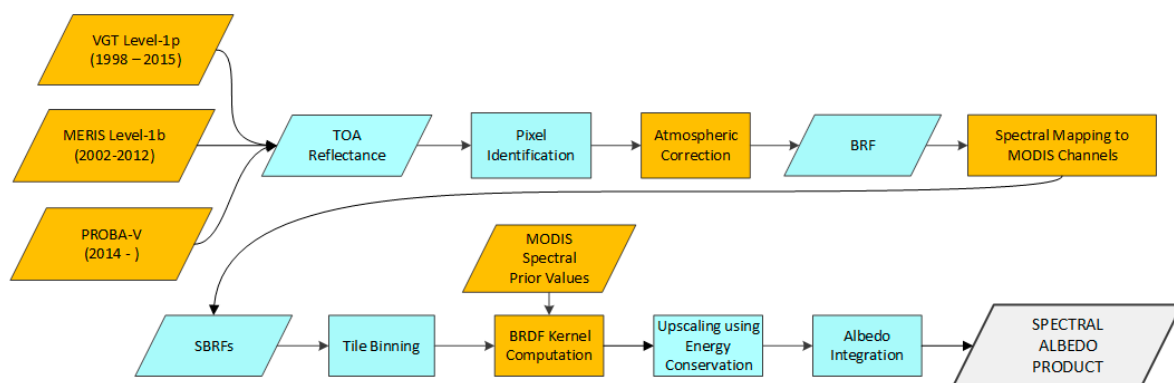 VGT Level-1p
(1998 – 2015)
MERIS Level-1b
(2002-2012)
PROBA-V
(2014 - )
TOA
Reflectance
Pixel
Identification
Atmospheric
Correction
BRF
Spectral Mapping to
MODIS Channels
MODIS
Spectral
Prior Values
SBRFs
Tile Binning
BRDF Kernel
Computation
Upscaling using
Energy
Conservation
Albedo
Integration
SPECTRAL
ALBEDO
PRODUCT